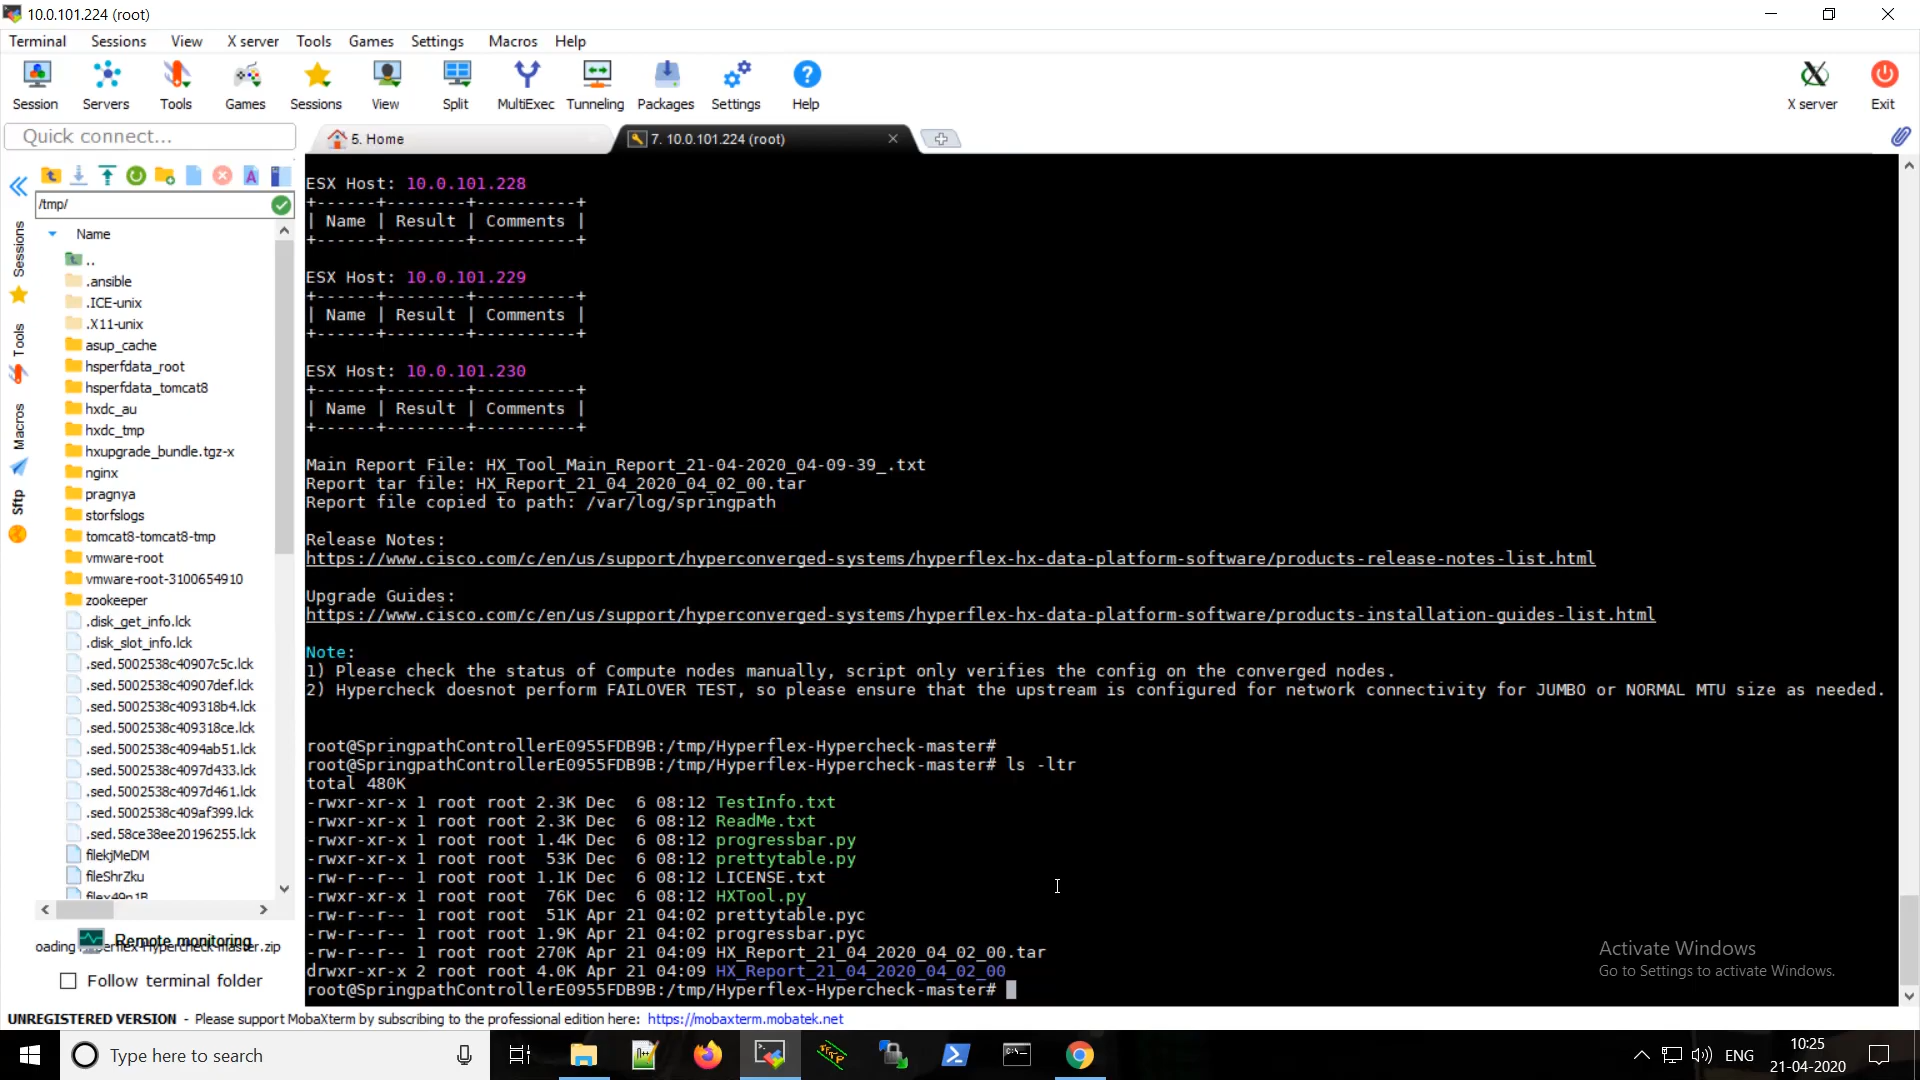 10.0.101.224 (root)
Terminal Sessions View X server Tools Games Settings Macros Help
Session Servers Tools Games Sessions View Split MultiExec Tunneling Packages Settings Help X server Exit
Quick connect...
5. Home
7. 10.0.101.224 (root)
/tmp/
Name
..
.ansible
.ICE-unix
.X11-unix
asup_cache
hsperfdata_root
hsperfdata_tomcat8
hxdc_au
hxdc_tmp
hxupgrade_bundle.tgz-x
nginx
pragnya
storfslogs
tomcat8-tomcat8-tmp
vmware-root
vmware-root-3100654910
zookeeper
.disk_get_info.lck
.disk_slot_info.lck
.sed.5002538c40907c5c.lck
.sed.5002538c40907def.lck
.sed.5002538c409318b4.lck
.sed.5002538c409318ce.lck
.sed.5002538c4094ab51.lck
.sed.5002538c4097d433.lck
.sed.5002538c4097d461.lck
.sed.5002538c409af399.lck
.sed.58ce38ee20196255.lck
filekjMeDM
fileShrZku
Sessions
Tools
Macros
Sftp
Remote monitoring
Follow terminal folder
ESX Host: 10.0.101.228
+------+--------+----------+
| Name | Result | Comments |
+------+--------+----------+
ESX Host: 10.0.101.229
+------+--------+----------+
| Name | Result | Comments |
+------+--------+----------+
ESX Host: 10.0.101.230
+------+--------+----------+
| Name | Result | Comments |
+------+--------+----------+
Main Report File: HX_Tool_Main_Report_21-04-2020_04-09-39_.txt
Report tar file: HX_Report_21_04_2020_04_02_00.tar
Report file copied to path: /var/log/springpath
Release Notes:
https://www.cisco.com/c/en/us/support/hyperconverged-systems/hyperflex-hx-data-platform-software/products-release-notes-list.html
Upgrade Guides:
https://www.cisco.com/c/en/us/support/hyperconverged-systems/hyperflex-hx-data-platform-software/products-installation-guides-list.html
Note:
1) Please check the status of Compute nodes manually, script only verifies the config on the converged nodes.
2) Hypercheck doesnot perform FAILOVER TEST, so please ensure that the upstream is configured for network connectivity for JUMBO or NORMAL MTU size as needed.
root@SpringpathControllerE0955FDB9B:/tmp/Hyperflex-Hypercheck-master#
root@SpringpathControllerE0955FDB9B:/tmp/Hyperflex-Hypercheck-master# ls -ltr
total 480K
-rwxr-xr-x 1 root root 2.3K Dec  6 08:12 TestInfo.txt
-rwxr-xr-x 1 root root 2.3K Dec  6 08:12 ReadMe.txt
-rwxr-xr-x 1 root root 1.4K Dec  6 08:12 progressbar.py
-rwxr-xr-x 1 root root  53K Dec  6 08:12 prettytable.py
-rw-r--r-- 1 root root 1.1K Dec  6 08:12 LICENSE.txt
-rwxr-xr-x 1 root root  76K Dec  6 08:12 HXTool.py
-rw-r--r-- 1 root root  51K Apr 21 04:02 prettytable.pyc
-rw-r--r-- 1 root root 1.9K Apr 21 04:02 progressbar.pyc
-rw-r--r-- 1 root root 270K Apr 21 04:09 HX_Report_21_04_2020_04_02_00.tar
drwxr-xr-x 2 root root 4.0K Apr 21 04:09 HX_Report_21_04_2020_04_02_00
root@SpringpathControllerE0955FDB9B:/tmp/Hyperflex-Hypercheck-master#
Activate Windows
Go to Settings to activate Windows.
UNREGISTERED VERSION - Please support MobaXterm by subscribing to the professional edition here: https://mobaxterm.mobatek.net
Type here to search
ENG
10:25
21-04-2020